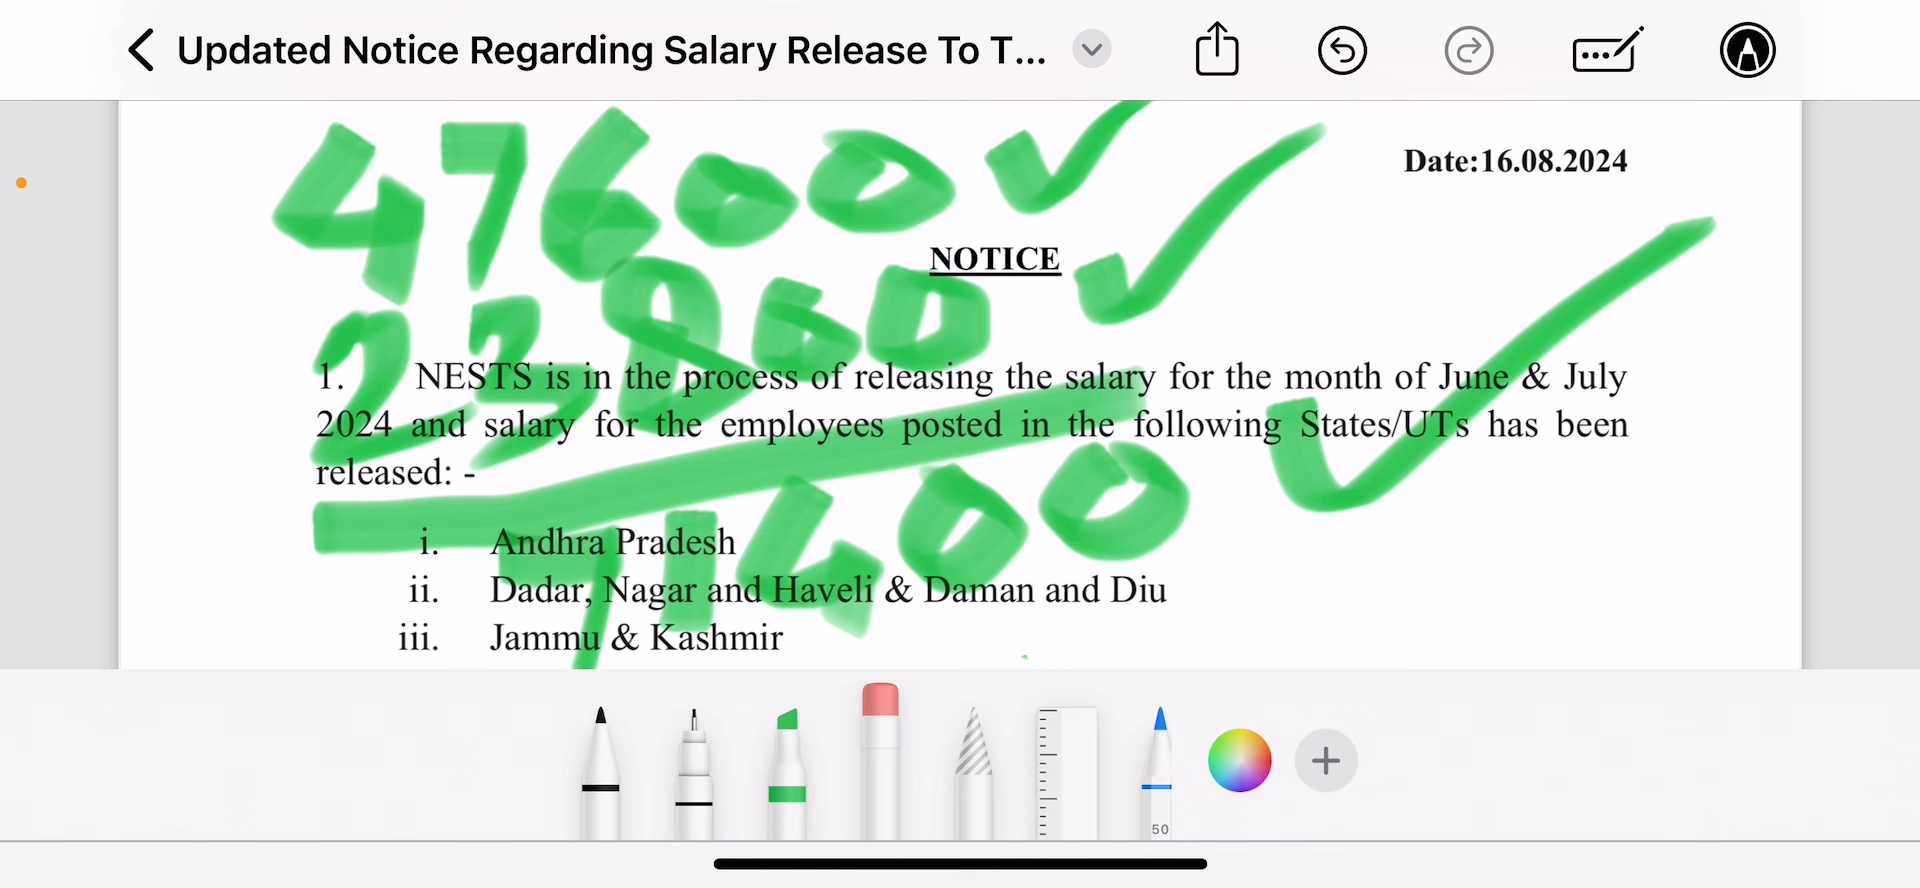 Updated Notice Regarding Salary Release To T...
47600
Date:16.08.2024
NOTICE
23800
1. NESTS is in the process of releasing the salary for the month of June & July
2024 and salary for the employees posted in the following States/UTs has been
released: -
71400
i. Andhra Pradesh
ii. Dadar, Nagar and Haveli & Daman and Diu
iii. Jammu & Kashmir
50